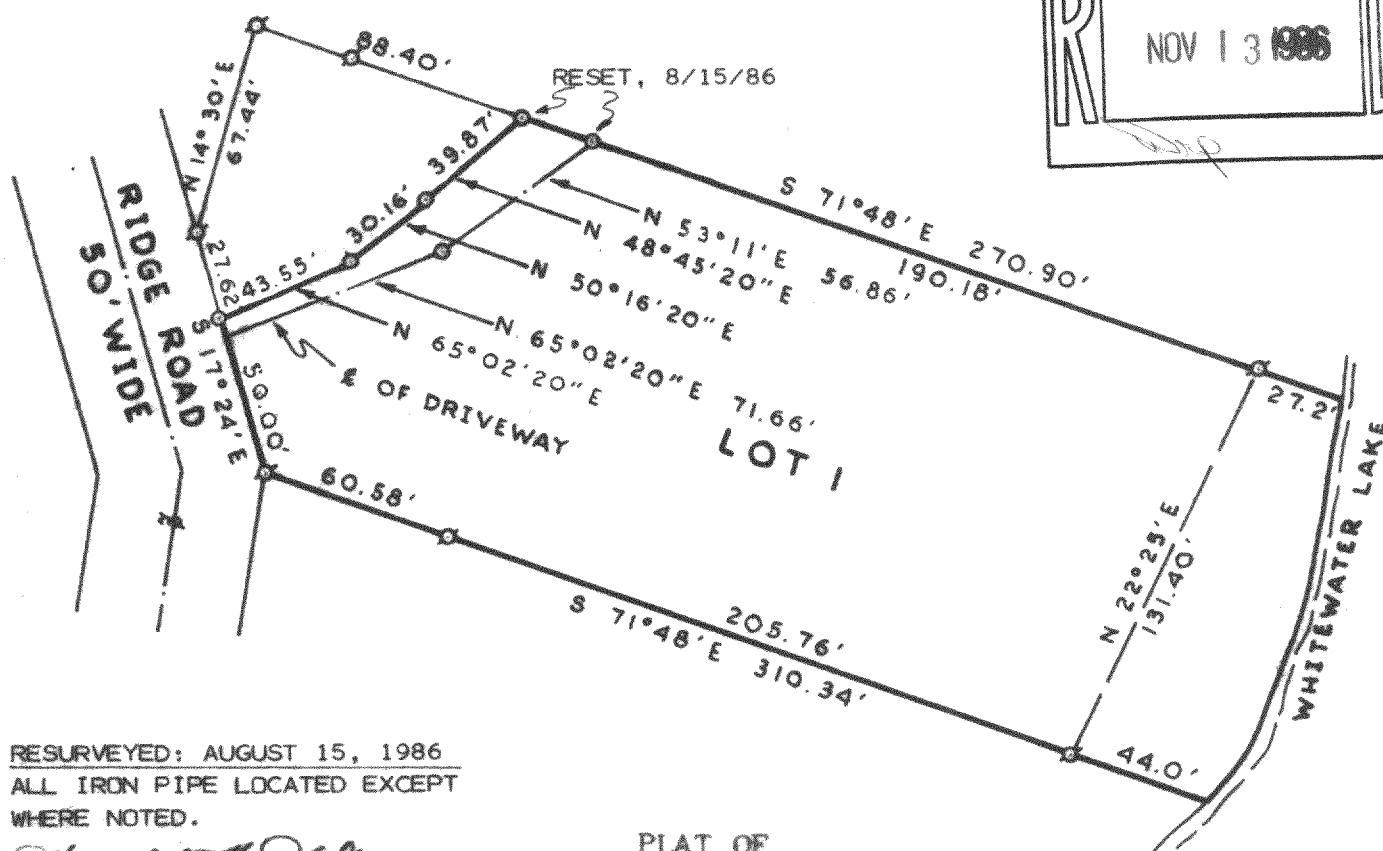 R
NOV 13 1986
88.40'
RESET, 8/15/86
N 14°30'E
67.44'
39.87'
30.16'
43.55'
27.62
S 17°24'E
50.00'
RIDGE ROAD
50' WIDE
S 71°48'E 270.90'
190.18'
N 53°11'E 56.86'
N 48°45'20"E
N 50°16'20"E
N 65°02'20"E 71.66'
N 65°02'20"E
℄ OF DRIVEWAY
LOT 1
27.2'
60.58'
N 22°25'E
131.40'
WHITEWATER LAKE
205.76'
S 71°48'E 310.34'
44.0'
℄
RESURVEYED: AUGUST 15, 1986
ALL IRON PIPE LOCATED EXCEPT
WHERE NOTED.
PLAT OF